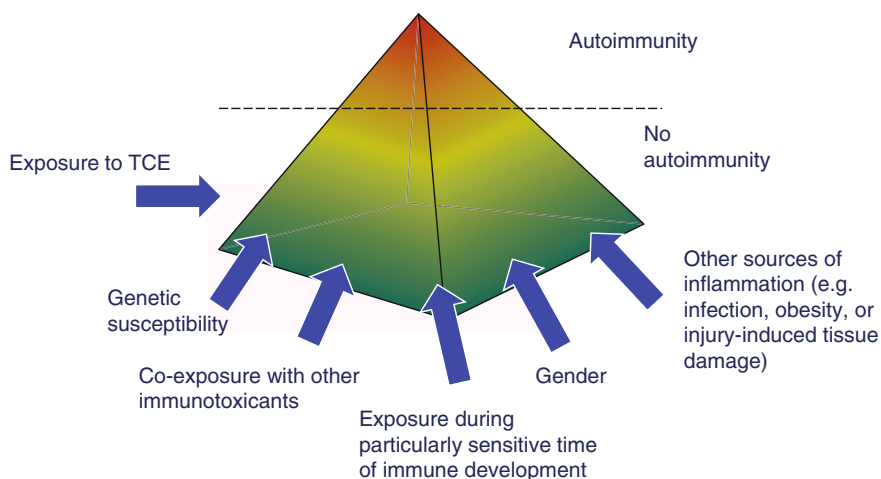 Autoimmunity
No
autoimmunity
Exposure to TCE
Genetic
susceptibility
Co-exposure with other
immunotoxicants
Exposure during
particularly sensitive time
of immune development
Gender
Other sources of
inflammation (e.g.
infection, obesity, or
injury-induced tissue
damage)